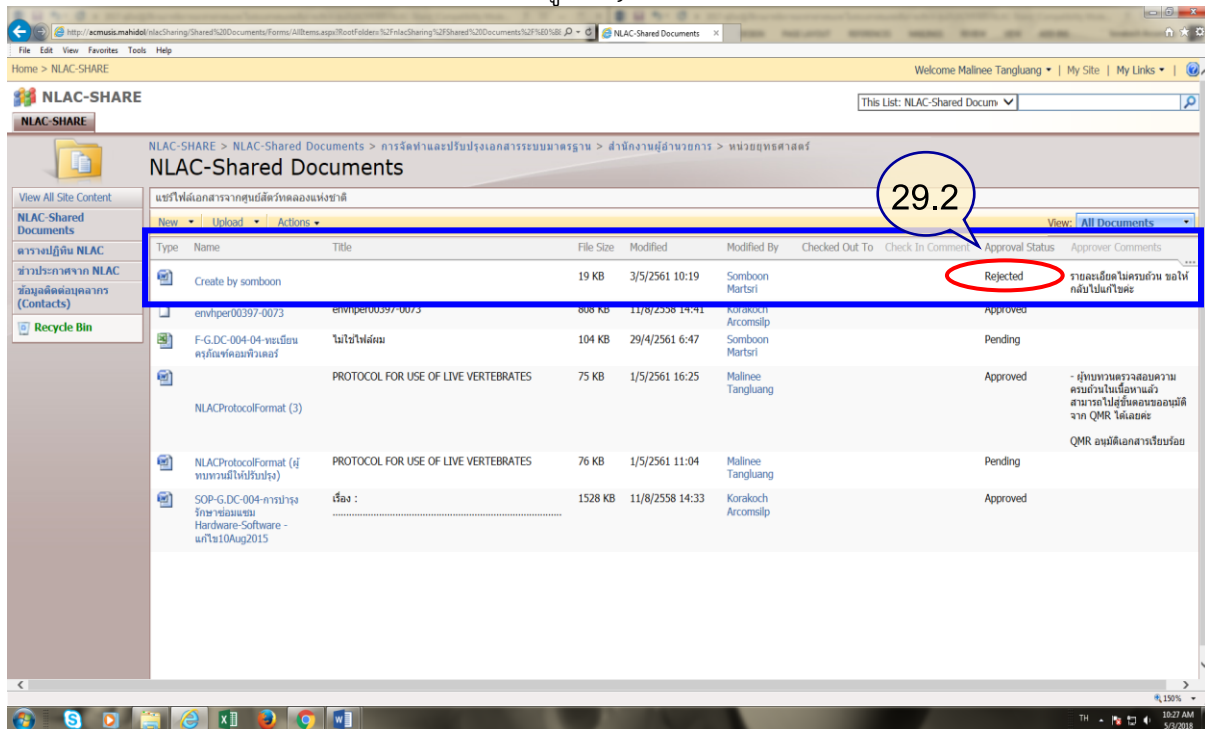 http://acmusis.mahidol/nlacSharing/Shared%20Documents/Forms/AllItems.aspx?RootFolder=%2FnlacSharing%2FShared%20Documents%2F%E0%B8
NLAC-Shared Documents
File Edit View Favorites Tools Help
Home > NLAC-SHARE
Welcome Malinee Tangluang | My Site | My Links |
NLAC-SHARE
This List: NLAC-Shared Docum
NLAC-SHARE
NLAC-SHARE > NLAC-Shared Documents > การจัดทำและปรับปรุงเอกสารระบบมาตรฐาน > สำนักงานผู้อำนวยการ > หน่วยยุทธศาสตร์
NLAC-Shared Documents
View All Site Content
NLAC-Shared
Documents
ตารางปฏิทิน NLAC
ข่าวประกาศจาก NLAC
ข้อมูลติดต่อบุคลากร
(Contacts)
Recycle Bin
แชร์ไฟล์เอกสารจากศูนย์สัตว์ทดลองแห่งชาติ
29.2
New Upload Actions
View: All Documents
Type Name Title File Size Modified Modified By Checked Out To Check In Comment Approval Status Approver Comments
Create by somboon 19 KB 3/5/2561 10:19 Somboon Rejected รายละเอียดไม่ครบถ้วน ขอให้
Martsri กลับไปแก้ไขค่ะ
envhper00397-0073 envhper00397-0073 808 KB 11/8/2558 14:41 Korakoch Approved
Arcomsilp
F-G.DC-004-04-ทะเบียน ไม่ใช่ไฟล์ผม 104 KB 29/4/2561 6:47 Somboon Pending
ครุภัณฑ์คอมพิวเตอร์ Martsri
PROTOCOL FOR USE OF LIVE VERTEBRATES 75 KB 1/5/2561 16:25 Malinee Approved - ผู้ทบทวนตรวจสอบความ
Tangluang ครบถ้วนในเนื้อหาแล้ว
NLACProtocolFormat (3) สามารถไปสู่ขั้นตอนขออนุมัติ
จาก QMR ได้เลยค่ะ
QMR อนุมัติเอกสารเรียบร้อย
NLACProtocolFormat (ผู้ PROTOCOL FOR USE OF LIVE VERTEBRATES 76 KB 1/5/2561 11:04 Malinee Pending
ทบทวนมีให้ปรับปรุง) Tangluang
SOP-G.DC-004-การบำรุง เรื่อง : 1528 KB 11/8/2558 14:33 Korakoch Approved
รักษาซ่อมแซม Arcomsilp
Hardware-Software -
แก้ไข10Aug2015
150%
TH 10:27 AM
5/3/2018